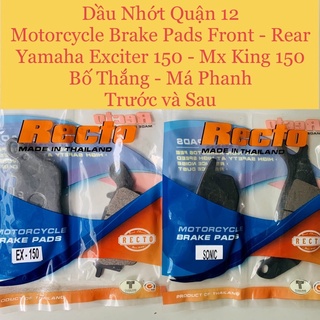 Dầu Nhớt Quận 12
Motorcycle Brake Pads Front - Rear
Yamaha Exciter 150 - Mx King 150
Bố Thắng - Má Phanh
Trước và Sau
Recto
MADE IN THAILAND
MOTORCYCLE
BRAKE PADS
EX - 150
RECTO
Recto
MADE IN THAILAND
MOTORCYCLE
BRAKE PADS
SONIC
RECTO